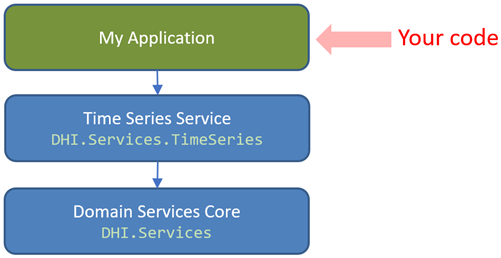 My Application
Your code
Time Series Service
DHI.Services.TimeSeries
Domain Services Core
DHI.Services